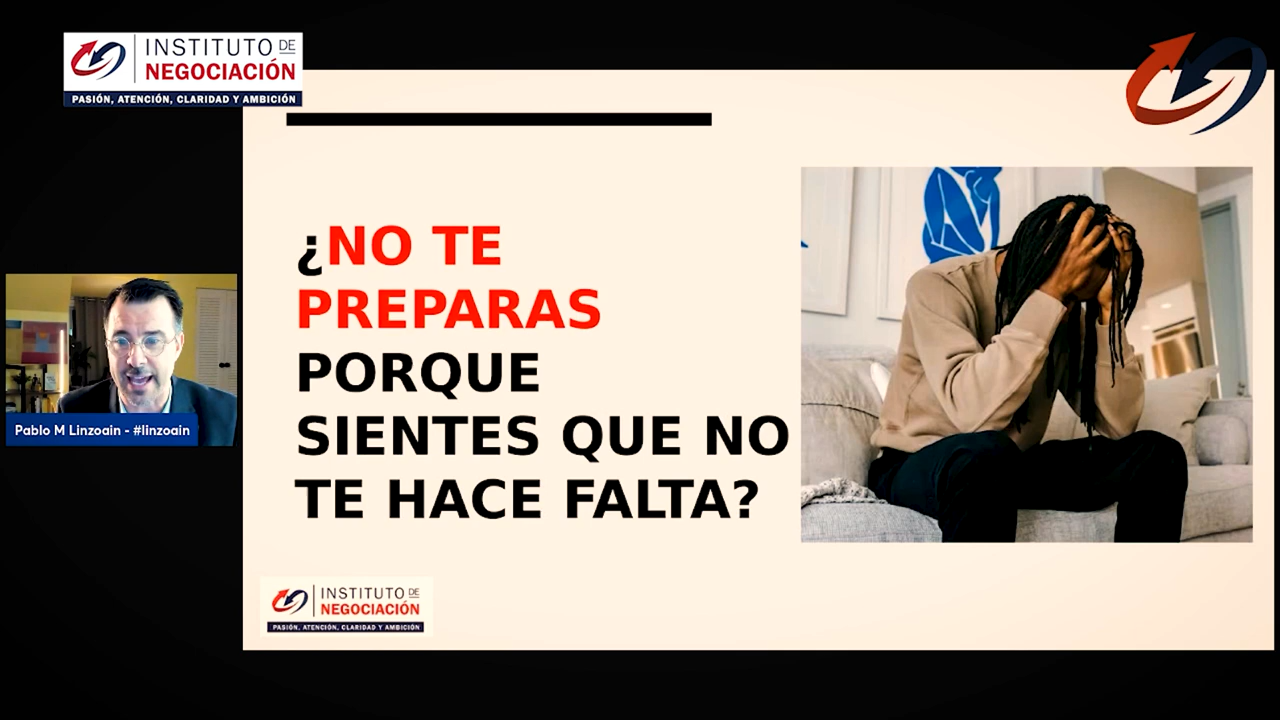 INSTITUTO DE
NEGOCIACIÓN
PASIÓN, ATENCIÓN, CLARIDAD Y AMBICIÓN
¿NO TE
PREPARAS
PORQUE
SIENTES QUE NO
TE HACE FALTA?
Pablo M Linzoain - #linzoain
INSTITUTO DE
NEGOCIACIÓN
PASIÓN, ATENCIÓN, CLARIDAD Y AMBICIÓN